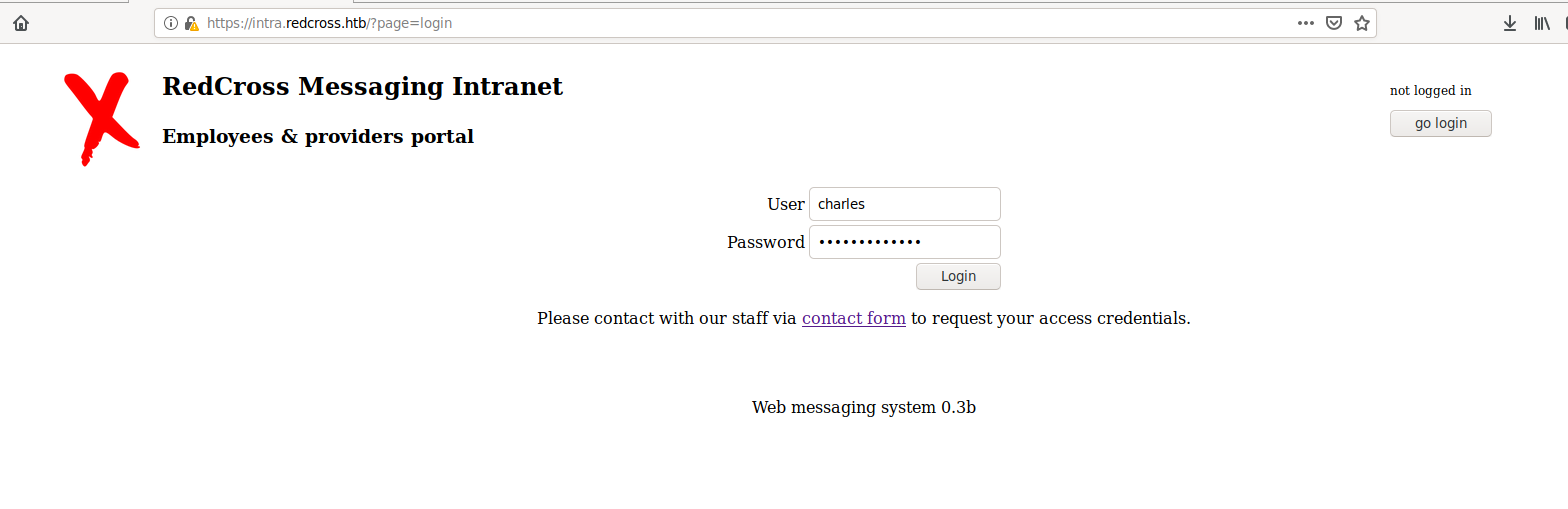 https://intra.redcross.htb/?page=login
RedCross Messaging Intranet
not logged in
go login
Employees & providers portal
User charles
Password •••••••••••••
Login
Please contact with our staff via contact form to request your access credentials.
Web messaging system 0.3b